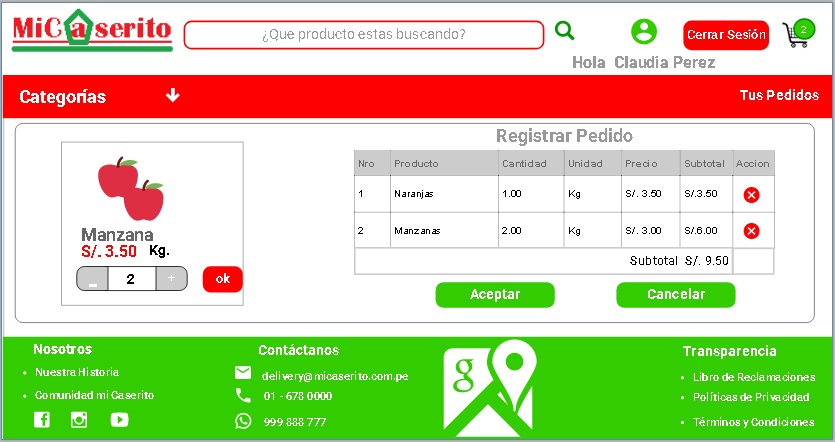 MiCaserito
¿Que producto estas buscando?
Cerrar Sesión
2
Hola Claudia Perez
Categorías
Tus Pedidos
Registrar Pedido
Nro Producto Cantidad Unidad Precio Subtotal Accion
1 Naranjas 1.00 Kg S/. 3.50 S/.3.50
2 Manzanas 2.00 Kg S/. 3.00 S/.6.00
Subtotal S/. 9.50
Manzana
S/. 3.50 Kg.
- 2 + ok
Aceptar Cancelar
Nosotros
Nuestra Historia
Comunidad mi Caserito
Contáctanos
delivery@micaserito.com.pe
01 - 673 0000
999 888 777
g
Transparencia
Libro de Reclamaciones
Políticas de Privacidad
Términos y Condiciones